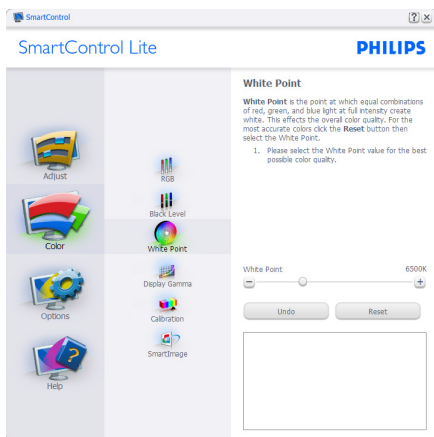 SmartControl
SmartControl Lite
PHILIPS
Adjust
Color
Options
Help
RGB
Black Level
White Point
Display Gamma
Calibration
SmartImage
White Point
White Point is the point at which equal combinations
of red, green, and blue light at full intensity create
white. This effects the overall color quality. For the
most accurate colors click the Reset button then
select the White Point.
1. Please select the White Point value for the best
possible color quality.
White Point 6500K
Undo Reset